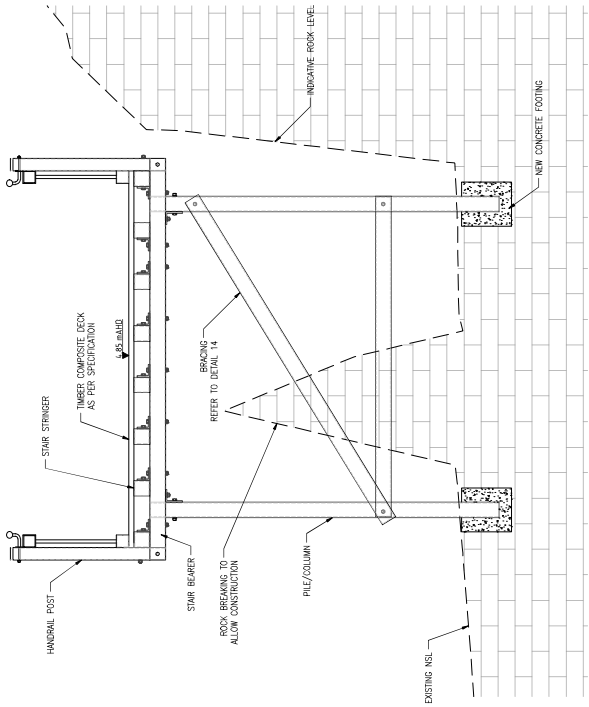 HANDRAIL POST
STAIR STRINGER
TIMBER COMPOSITE DECK
AS PER SPECIFICATION
4.85 mAHD
STAIR BEARER
BRACING
REFER TO DETAIL 14
ROCK BREAKING TO
ALLOW CONSTRUCTION
PILE/COLUMN
INDICATIVE ROCK LEVEL
EXISTING NSL
NEW CONCRETE FOOTING